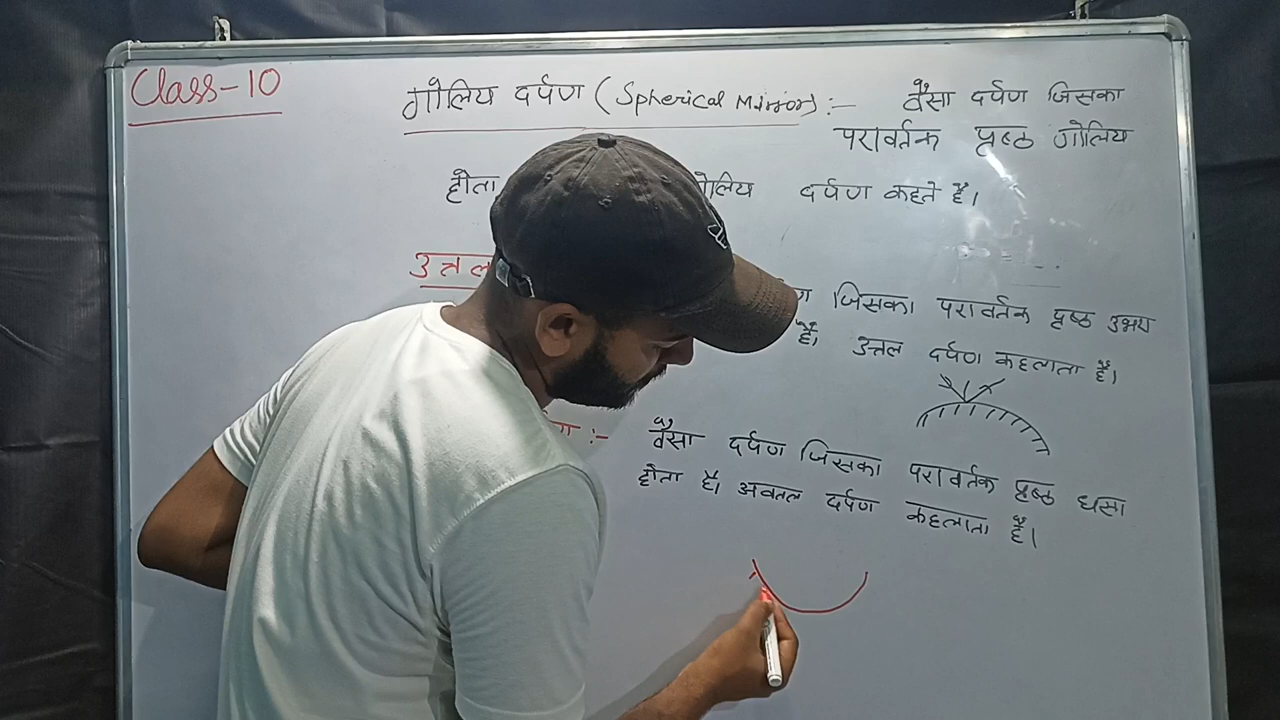 Class-10
गोलिय दर्पण (Spherical Mirror) :- वैसा दर्पण जिसका
परावर्तक पृष्ठ गोलिय
होता गोलिय दर्पण कहते है।
उत्तल
जिसका परावर्तक पृष्ठ उभरा
है। उत्तल दर्पण कहलाता है।
:- वैसा दर्पण जिसका परावर्तक पृष्ठ धसा
होता है। अवतल दर्पण कहलाता है।